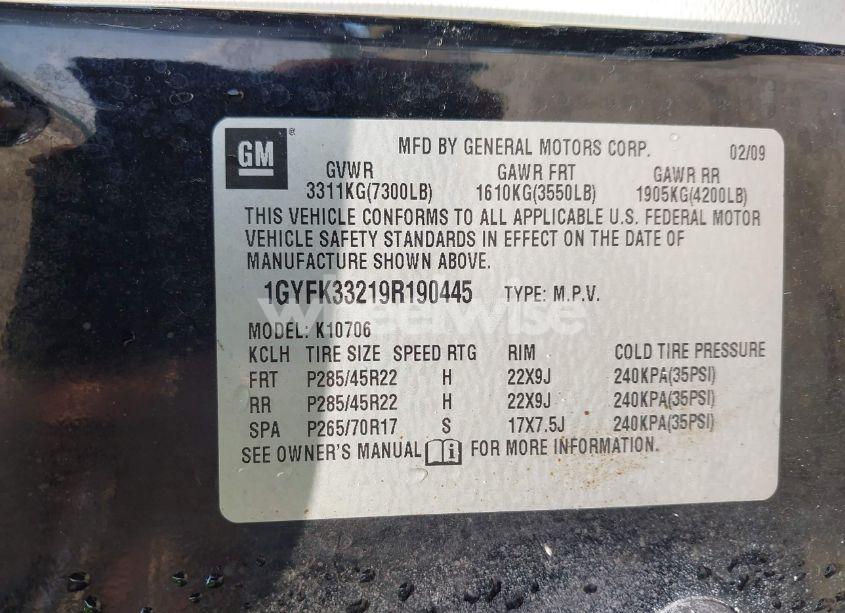 GM ®
MFD BY GENERAL MOTORS CORP. 02/09
GVWR GAWR FRT GAWR RR
3311KG(7300LB) 1610KG(3550LB) 1905KG(4200LB)
THIS VEHICLE CONFORMS TO ALL APPLICABLE U.S. FEDERAL MOTOR
VEHICLE SAFETY STANDARDS IN EFFECT ON THE DATE OF
MANUFACTURE SHOWN ABOVE.
1GYFK33219R190445 TYPE: M.P.V.
wheelwise
MODEL: K10706
KCLH TIRE SIZE SPEED RTG RIM COLD TIRE PRESSURE
FRT P285/45R22 H 22X9J 240KPA(35PSI)
RR P285/45R22 H 22X9J 240KPA(35PSI)
SPA P265/70R17 S 17X7.5J 240KPA(35PSI)
SEE OWNER'S MANUAL i FOR MORE INFORMATION.